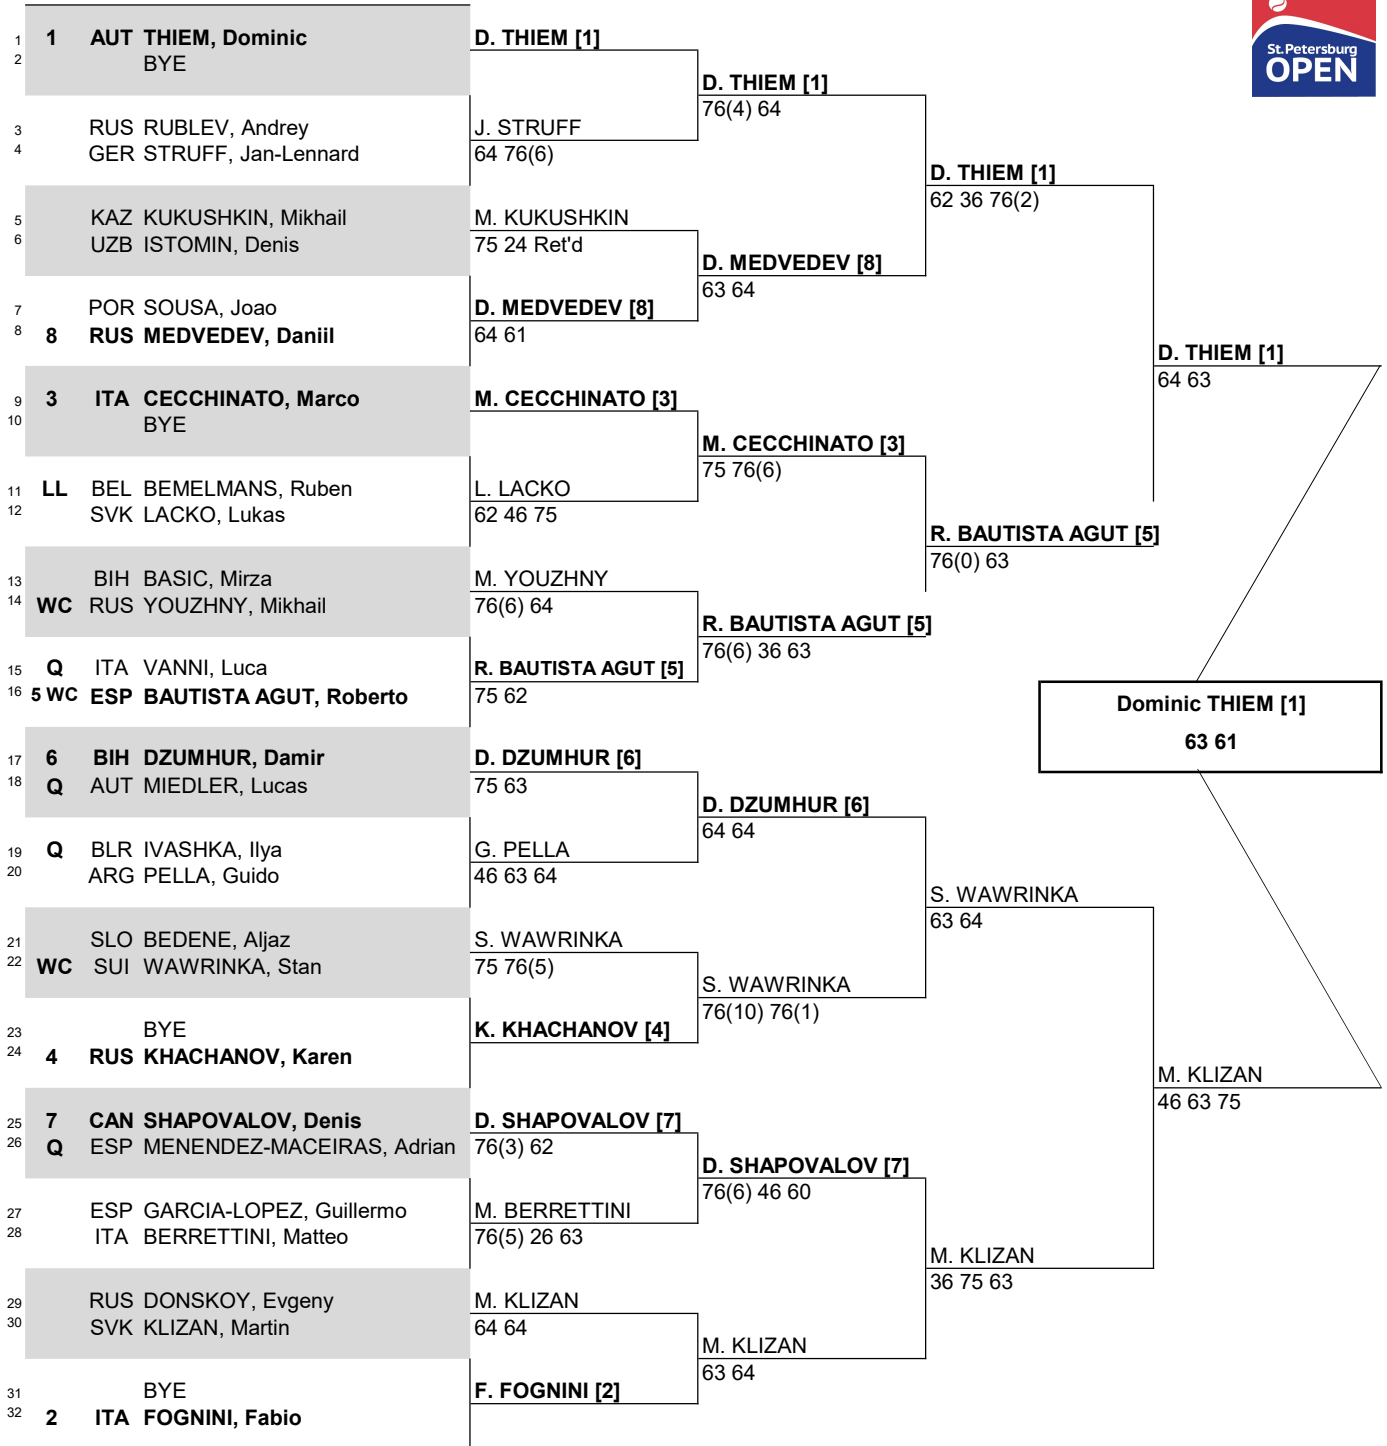 St.Petersburg
OPEN
1 1 AUT THIEM, Dominic
2 BYE
3 RUS RUBLEV, Andrey
4 GER STRUFF, Jan-Lennard
5 KAZ KUKUSHKIN, Mikhail
6 UZB ISTOMIN, Denis
7 POR SOUSA, Joao
8 8 RUS MEDVEDEV, Daniil
9 3 ITA CECCHINATO, Marco
10 BYE
11 LL BEL BEMELMANS, Ruben
12 SVK LACKO, Lukas
13 BIH BASIC, Mirza
14 WC RUS YOUZHNY, Mikhail
15 Q ITA VANNI, Luca
16 5 WC ESP BAUTISTA AGUT, Roberto
17 6 BIH DZUMHUR, Damir
18 Q AUT MIEDLER, Lucas
19 Q BLR IVASHKA, Ilya
20 ARG PELLA, Guido
21 SLO BEDENE, Aljaz
22 WC SUI WAWRINKA, Stan
23 BYE
24 4 RUS KHACHANOV, Karen
25 7 CAN SHAPOVALOV, Denis
26 Q ESP MENENDEZ-MACEIRAS, Adrian
27 ESP GARCIA-LOPEZ, Guillermo
28 ITA BERRETTINI, Matteo
29 RUS DONSKOY, Evgeny
30 SVK KLIZAN, Martin
31 BYE
32 2 ITA FOGNINI, Fabio
D. THIEM [1]
J. STRUFF
64 76(6)
M. KUKUSHKIN
75 24 Ret'd
D. MEDVEDEV [8]
64 61
M. CECCHINATO [3]
L. LACKO
62 46 75
M. YOUZHNY
76(6) 64
R. BAUTISTA AGUT [5]
75 62
D. DZUMHUR [6]
75 63
G. PELLA
46 63 64
S. WAWRINKA
75 76(5)
K. KHACHANOV [4]
D. SHAPOVALOV [7]
76(3) 62
M. BERRETTINI
76(5) 26 63
M. KLIZAN
64 64
F. FOGNINI [2]
D. THIEM [1]
76(4) 64
D. MEDVEDEV [8]
63 64
M. CECCHINATO [3]
75 76(6)
R. BAUTISTA AGUT [5]
76(6) 36 63
D. DZUMHUR [6]
64 64
S. WAWRINKA
76(10) 76(1)
D. SHAPOVALOV [7]
76(6) 46 60
M. KLIZAN
63 64
D. THIEM [1]
62 36 76(2)
R. BAUTISTA AGUT [5]
76(0) 63
S. WAWRINKA
63 64
M. KLIZAN
36 75 63
D. THIEM [1]
64 63
M. KLIZAN
46 63 75
Dominic THIEM [1]
63 61